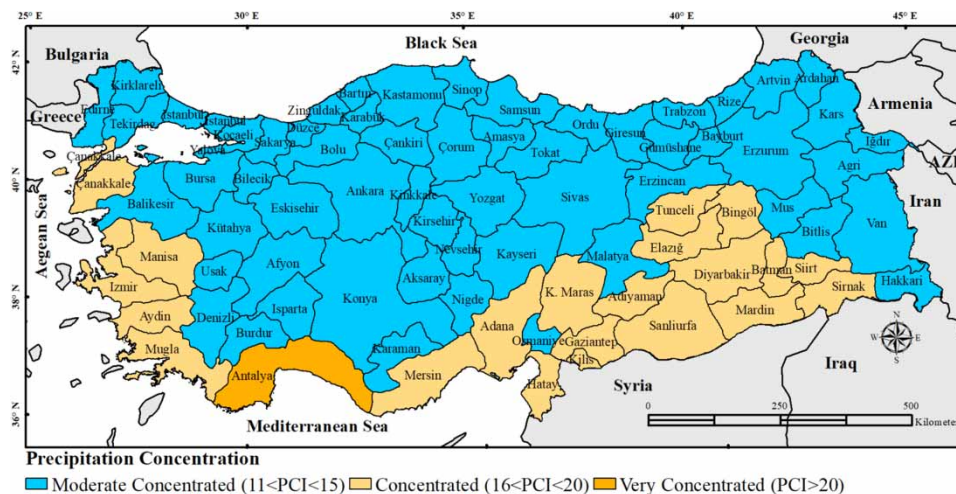 25° E 30° E 35° E 40° E 45° E
42° N
40° N
38° N
36° N
Bulgaria
Black Sea
Georgia
Greece
Armenia
AZE
Iran
Aegean Sea
Iraq
Syria
Mediterranean Sea
Kirklareli
Edirne
Tekirdag
Istanbul
Istanbul
Kocaeli
Yalova
Sakarya
Düzce
Zinguldak
Bartin
Karabük
Kastamonu
Sinop
Samsun
Ordu
Giresun
Trabzon
Rize
Artvin
Ardahan
Kars
Iğdır
Agri
Çanakkale
Çanakkale
Balikesir
Bursa
Bilecik
Bolu
Çankiri
Çorum
Amasya
Tokat
Gümüshane
Bayburt
Erzurum
Erzincan
Kütahya
Eskisehir
Ankara
Kirikkale
Kirsehir
Yozgat
Sivas
Tunceli
Bingöl
Mus
Bitlis
Van
Manisa
Izmir
Usak
Afyon
Konya
Aksaray
Nevsehir
Kayseri
Malatya
Elazığ
Diyarbakir
Batman
Siirt
Sirnak
Hakkari
Aydin
Denizli
Isparta
Burdur
Nigde
Adana
K. Maras
Adiyaman
Sanliurfa
Mardin
Mugla
Antalya
Karaman
Mersin
Osmaniye
Gaziantep
Kilis
Hatay
N
W E
S
0 250 500
Kilometers
Precipitation Concentration
Moderate Concentrated (11<PCI<15) Concentrated (16<PCI<20) Very Concentrated (PCI>20)